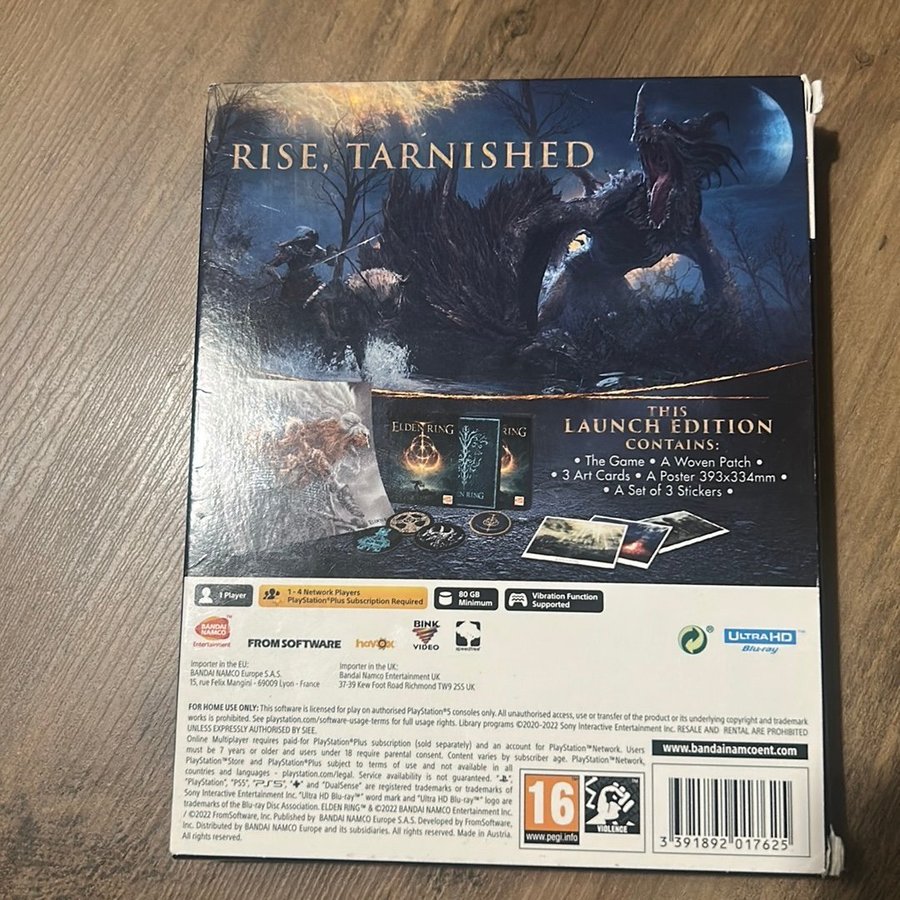 RISE, TARNISHED
THIS
LAUNCH EDITION
CONTAINS:
• The Game • A Woven Patch •
• 3 Art Cards • A Poster 393x334mm •
• A Set of 3 Stickers •
ELDEN RING
RING
EN RING
1 Player
1 - 4 Network Players
PlayStation®Plus Subscription Required
80 GB
Minimum
Vibration Function
Supported
BANDAI
NAMCO
Entertainment
FROMSOFTWARE
havok
BINK
VIDEO
speedtree
ULTRA HD
Blu-ray
Importer in the EU:
BANDAI NAMCO Europe S.A.S.
15, rue Felix Mangini - 69009 Lyon - France
Importer in the UK:
Bandai Namco Entertainment UK
37-39 Kew Foot Road Richmond TW9 2SS UK
FOR HOME USE ONLY: This software is licensed for play on authorised PlayStation®5 consoles only. All unauthorised access, use or transfer of the product or its underlying copyright and trademark
works is prohibited. See playstation.com/software-usage-terms for full usage rights. Library programs ©2020-2022 Sony Interactive Entertainment Inc. RESALE AND RENTAL ARE PROHIBITED
UNLESS EXPRESSLY AUTHORISED BY SIEE.
Online Multiplayer requires paid-for PlayStation®Plus subscription (sold separately) and an account for PlayStation™Network. Users
must be 7 years or older and users under 18 require parental consent. Content varies by subscriber age. PlayStation™Network,
PlayStation™Store and PlayStation®Plus subject to terms of use and not available in all
countries and languages - playstation.com/legal. Service availability is not guaranteed.
"PlayStation", "PS5", "PS5", and "DualSense" are registered trademarks or trademarks of
Sony Interactive Entertainment Inc. "Ultra HD Blu-ray™" word mark and "Ultra HD Blu-ray" logo are
trademarks of the Blu-ray Disc Association. ELDEN RING™ & ©2022 BANDAI NAMCO Entertainment Inc.
/ ©2022 FromSoftware, Inc. Published by BANDAI NAMCO Europe S.A.S. Developed by FromSoftware,
Inc. Distributed by BANDAI NAMCO Europe and its subsidiaries. All rights reserved. Made in Austria.
All rights reserved.
www.bandainamcoent.com
16
www.pegi.info
VIOLENCE
3 391892 017625